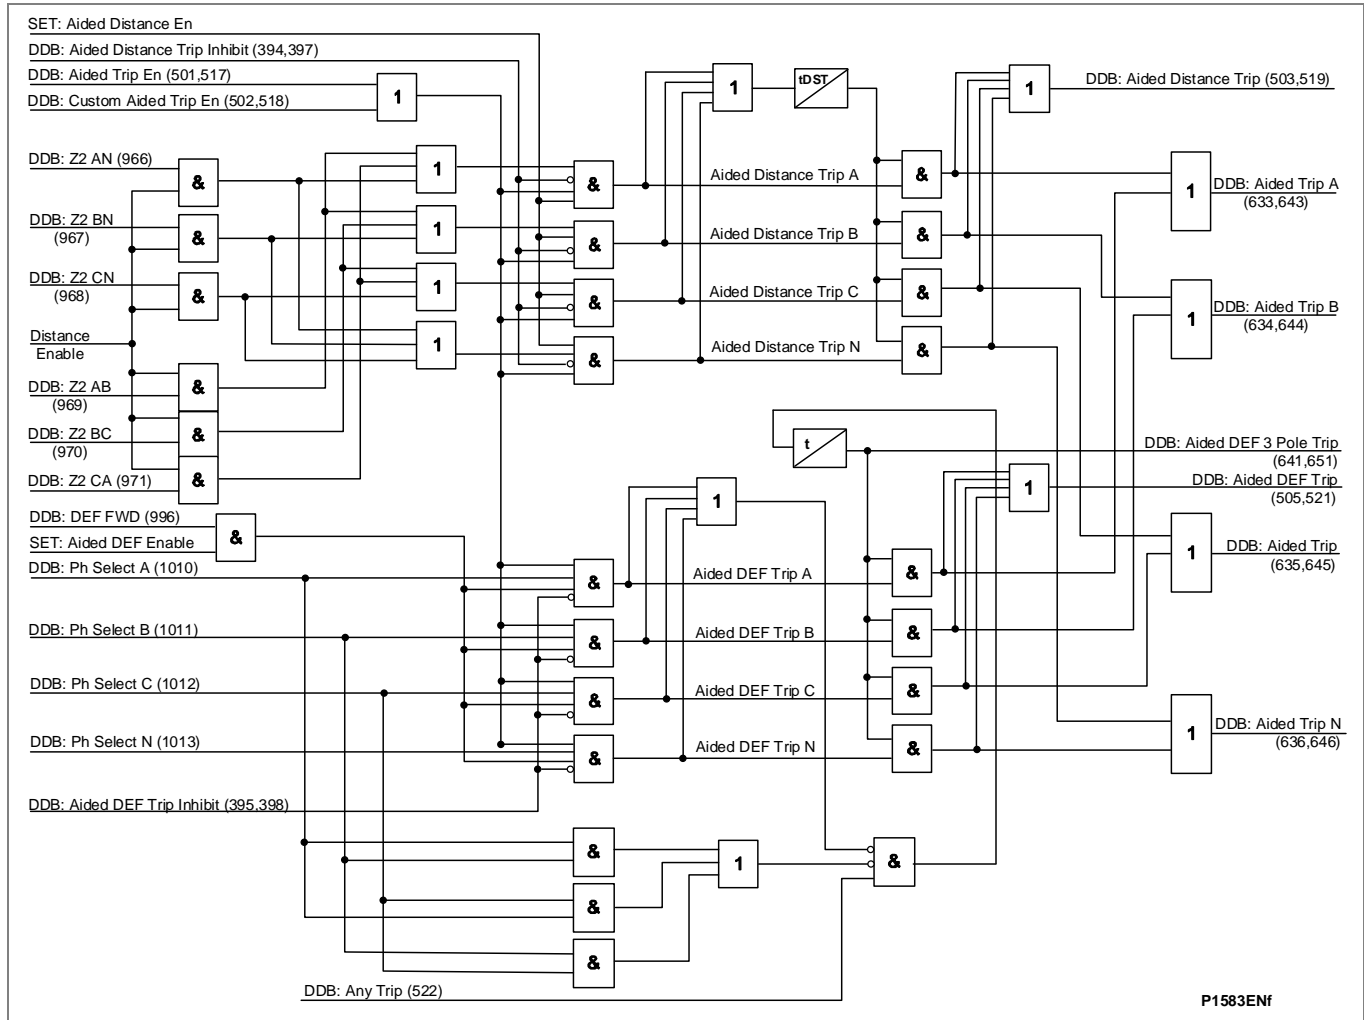 SET: Aided Distance En
DDB: Aided Distance Trip Inhibit (394,397)
DDB: Aided Trip En (501,517)
DDB: Custom Aided Trip En (502,518)
1
DDB: Z2 AN (966)
&
DDB: Z2 BN
(967)
&
DDB: Z2 CN
(968)
&
Distance
Enable
DDB: Z2 AB
(969)
&
DDB: Z2 BC
(970)
&
DDB: Z2 CA (971)
&
1
1
1
1
&
&
&
&
1
tDST
Aided Distance Trip A
Aided Distance Trip B
Aided Distance Trip C
Aided Distance Trip N
&
&
&
&
1
DDB: Aided Distance Trip (503,519)
1
DDB: Aided Trip A
(633,643)
1
DDB: Aided Trip B
(634,644)
t
DDB: Aided DEF 3 Pole Trip
(641,651)
DDB: Aided DEF Trip
(505,521)
1
1
DDB: Aided Trip
(635,645)
1
DDB: Aided Trip N
(636,646)
DDB: DEF FWD (996)
SET: Aided DEF Enable
&
DDB: Ph Select A (1010)
DDB: Ph Select B (1011)
DDB: Ph Select C (1012)
DDB: Ph Select N (1013)
DDB: Aided DEF Trip Inhibit (395,398)
&
&
&
&
1
Aided DEF Trip A
Aided DEF Trip B
Aided DEF Trip C
Aided DEF Trip N
&
&
&
&
&
&
&
1
&
DDB: Any Trip (522)
P1583ENf